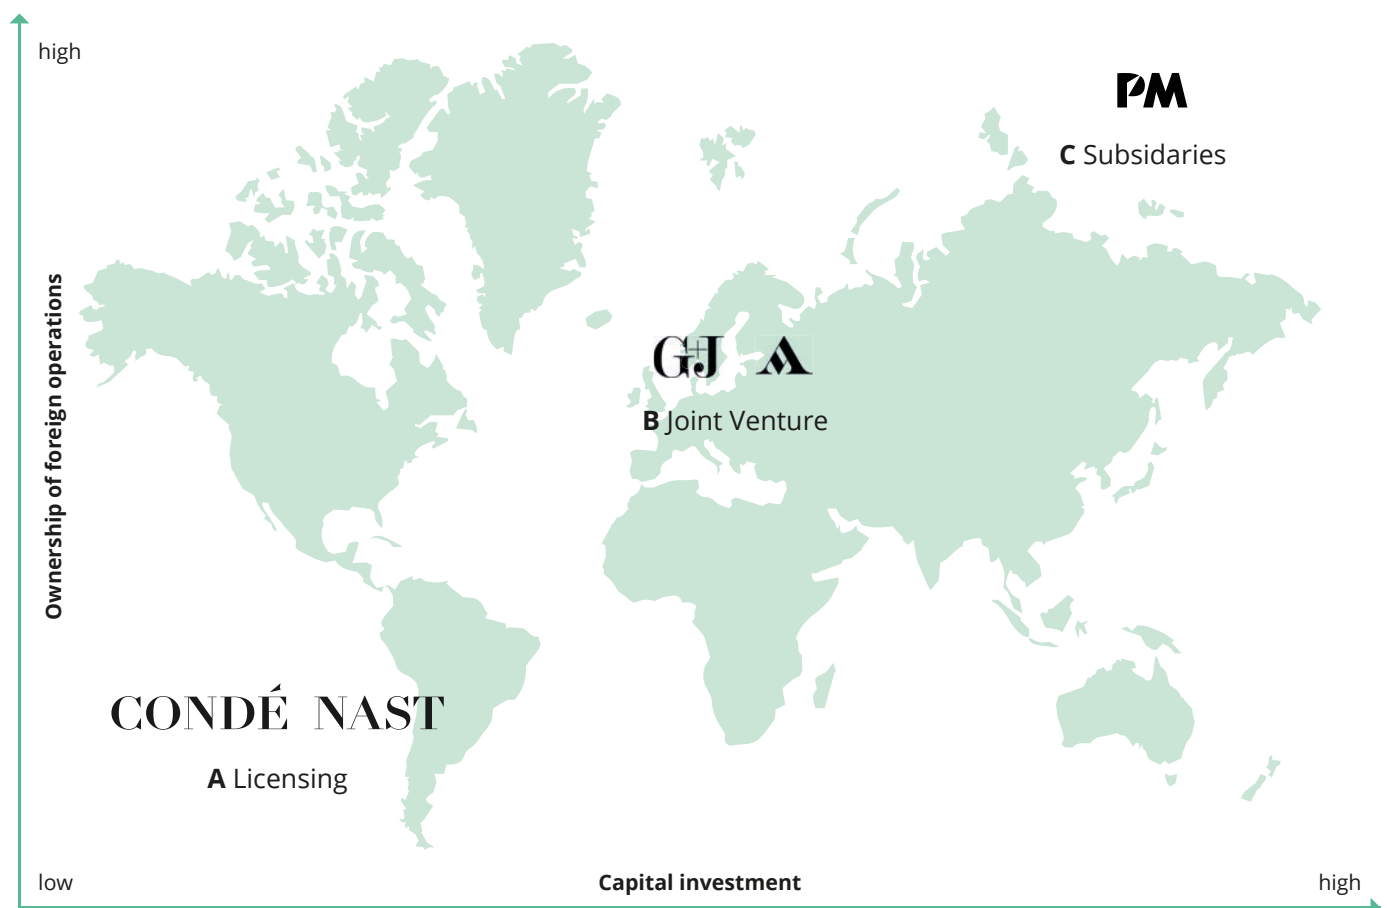 high
PM
C Subsidaries
Ownership of foreign operations
G+J A
B Joint Venture
CONDÉ NAST
A Licensing
low
Capital investment
high